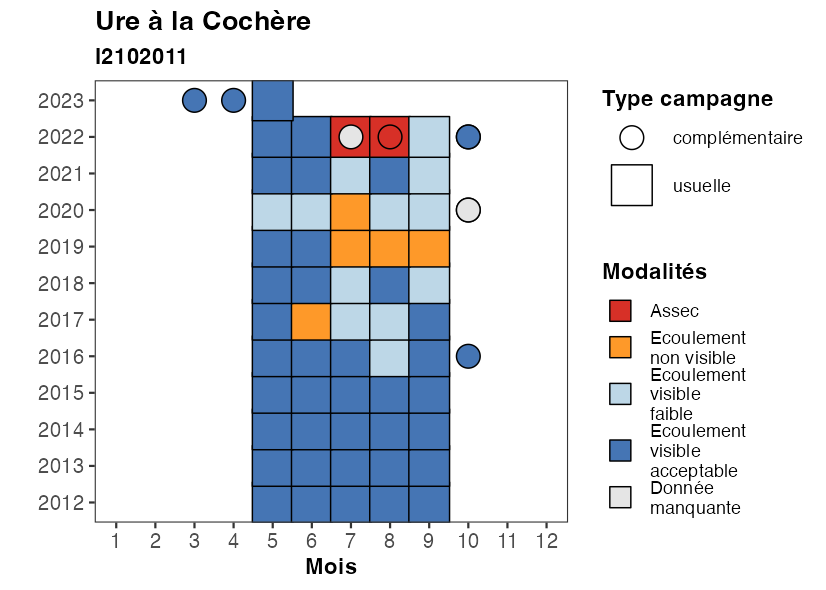 Ure à la Cochère
I2102011
2023
2022
2021
2020
2019
2018
2017
2016
2015
2014
2013
2012
1 2 3 4 5 6 7 8 9 10 11 12
Mois
Type campagne
complémentaire
usuelle
Modalités
Assec
Ecoulement
non visible
Ecoulement
visible
faible
Ecoulement
visible
acceptable
Donnée
manquante